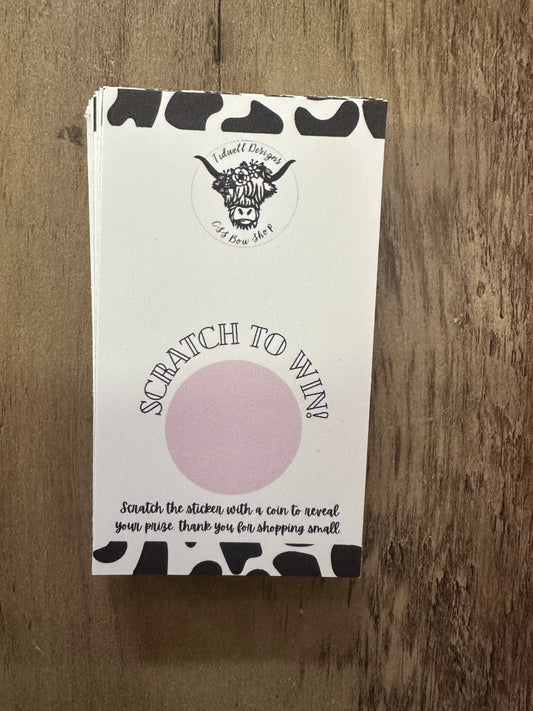 Tidwell Designs
CSS Bow Shop
SCRATCH TO WIN!
Scratch the sticker with a coin to reveal
your prize. thank you for shopping small.